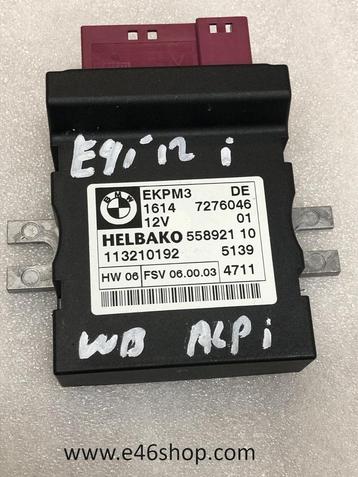 E91 12 i
BMW
EKPM3 DE
1614 7276046
12V 01
HELBAKO 558921 10
113210192 5139
HW 06 FSV 06.00.03 4711
WB ALPi
www.e46shop.com